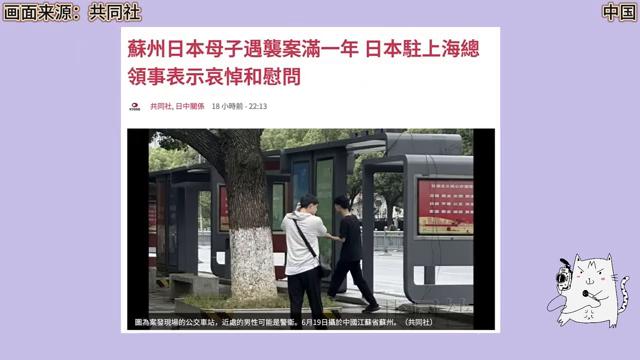 画面来源：共同社
中国
蘇州日本母子遇襲案滿一年 日本駐上海總
領事表示哀悼和慰問
共同社, 日中關係 18 小時前 - 22:13
圖為案發現場的公交車站，近處的男性可能是警衛。6月19日攝於中國江蘇省蘇州。（共同社）